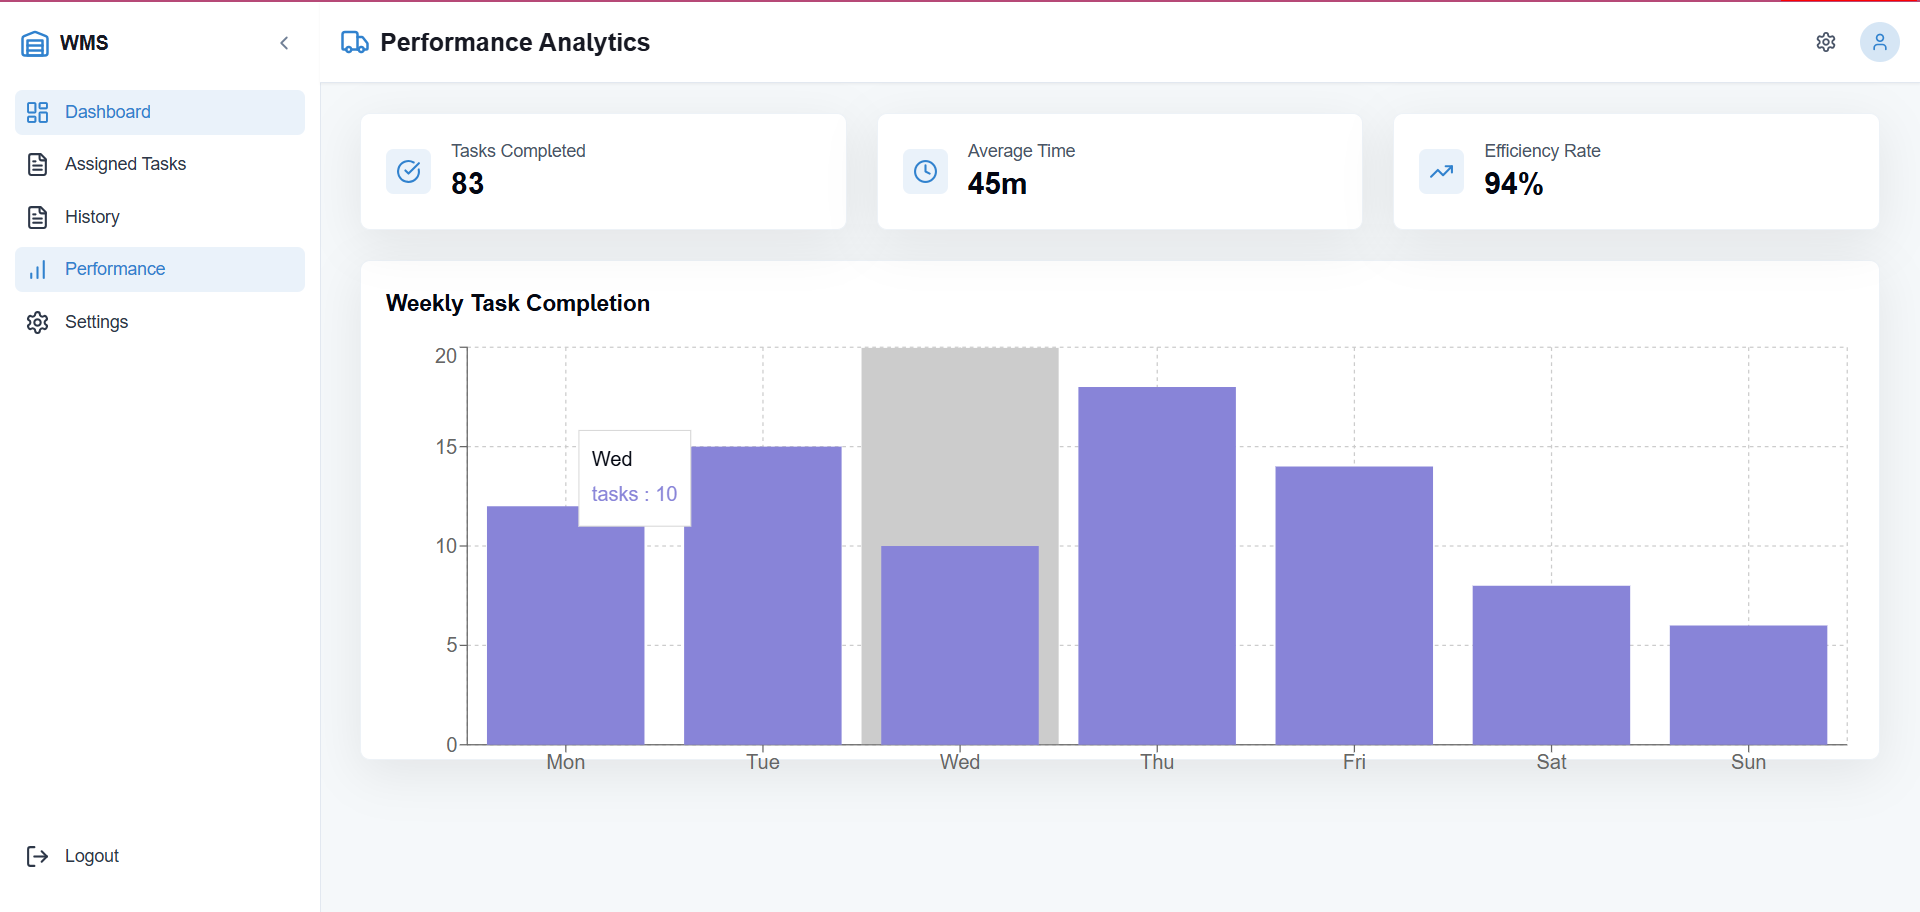 WMS
Dashboard
Assigned Tasks
History
Performance
Settings
Logout
Performance Analytics
Tasks Completed
83
Average Time
45m
Efficiency Rate
94%
Weekly Task Completion
20
15
10
5
0
Wed
tasks : 10
Mon Tue Wed Thu Fri Sat Sun